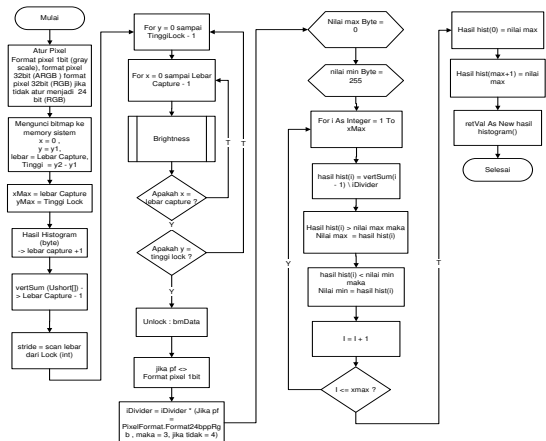 Mulai
Atur Pixel
Format pixel 1bit (gray
scale), format pixel
32bit (ARGB ) format
pixel 32bit (RGB) jika
tidak atur menjadi 24
bit (RGB)
Mengunci bitmap ke
memory sistem
x = 0 ,
y = y1,
lebar = Lebar Capture,
Tinggi = y2 - y1
xMax = lebar Capture
yMax = Tinggi Lock
Hasil Histogram
(byte)
-> lebar capture +1
vertSum (Ushort[]) -
> Lebar Capture - 1
stride = scan lebar
dari Lock (int)
For y = 0 sampai
TinggiLock - 1
For x = 0 sampai Lebar
Capture - 1
Brightness
T
T
Apakah x =
lebar capture ?
Y
Apakah y =
tinggi lock ?
Y
Unlock : bmData
jika pf <>
Format pixel 1bit
iDivider = iDivider * (Jika pf
=
PixelFormat.Format24bppRg
b , maka = 3, jika tidak = 4)
Nilai max Byte =
0
nilai min Byte =
255
For i As Integer = 1 To
xMax
hasil hist(i) = vertSum(i
- 1) \ iDivider
Hasil hist(i) > nilai max maka
Nilai max = hasil hist(i)
Y
hasil hist(i) < nilai min
maka
Nilai min = hasil hist(i)
I = I + 1
I <= xmax ?
T
Hasil hist(0) = nilai max
Hasil hist(max+1) = nilai
max
retVal As New hasil
histogram()
Selesai